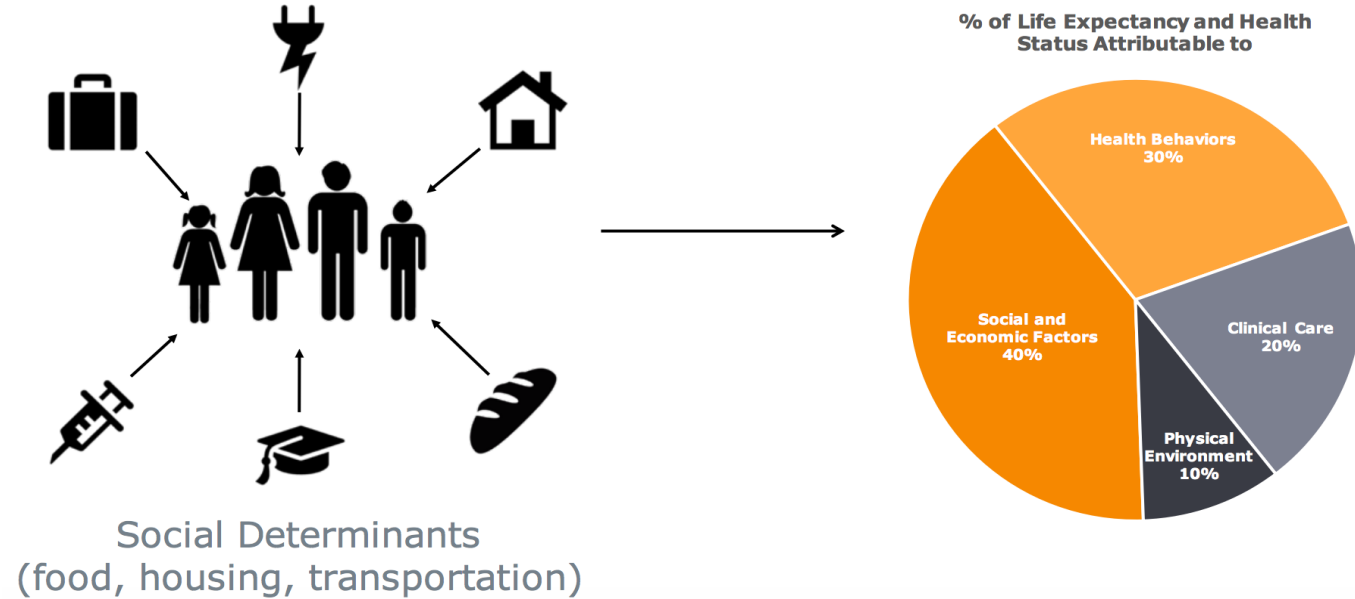 % of Life Expectancy and Health
Status Attributable to
Health Behaviors
30%
Social and
Economic Factors
40%
Clinical Care
20%
Physical
Environment
10%
Social Determinants
(food, housing, transportation)